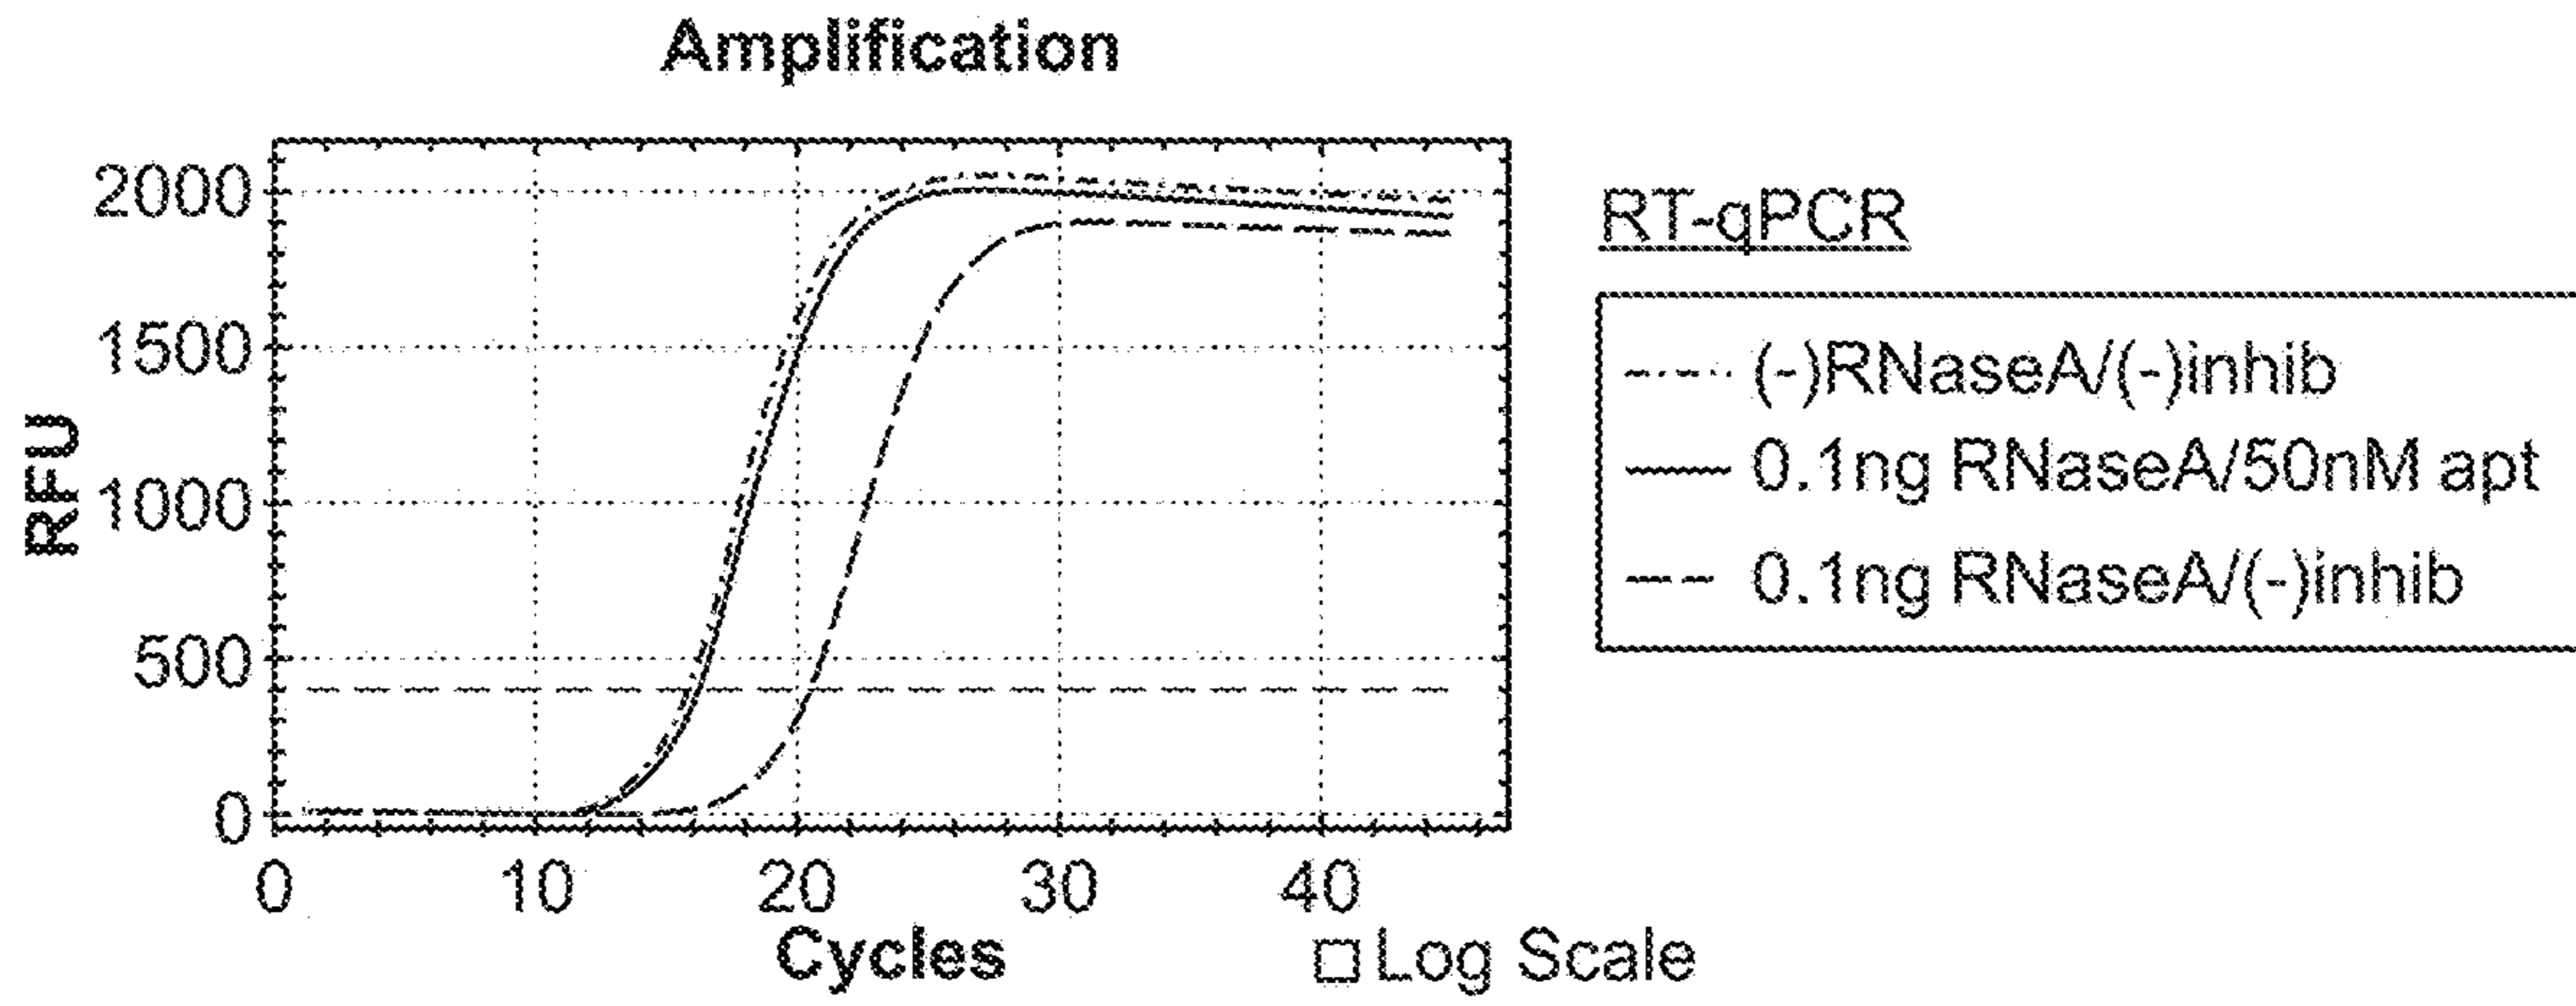 Amplification
RFU
2000
1500
1000
500
0
0 10 20 30 40
Cycles
Log Scale
RT-qPCR
(-)RNaseA/(-)inhib
0.1ng RNaseA/50nM apt
0.1ng RNaseA/(-)inhib